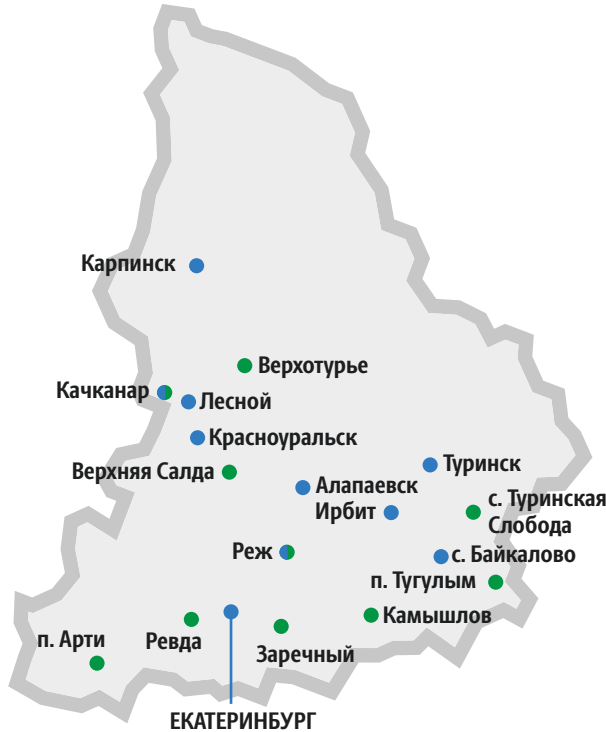 Карпинск
Верхотурье
Качканар
Лесной
Красноуральск
Верхняя Салда
Туринск
Алапаевск
Ирбит
с. Туринская
Слобода
Реж
с. Байкалово
п. Тугулым
Камышлов
п. Арти
Ревда
Заречный
ЕКАТЕРИНБУРГ